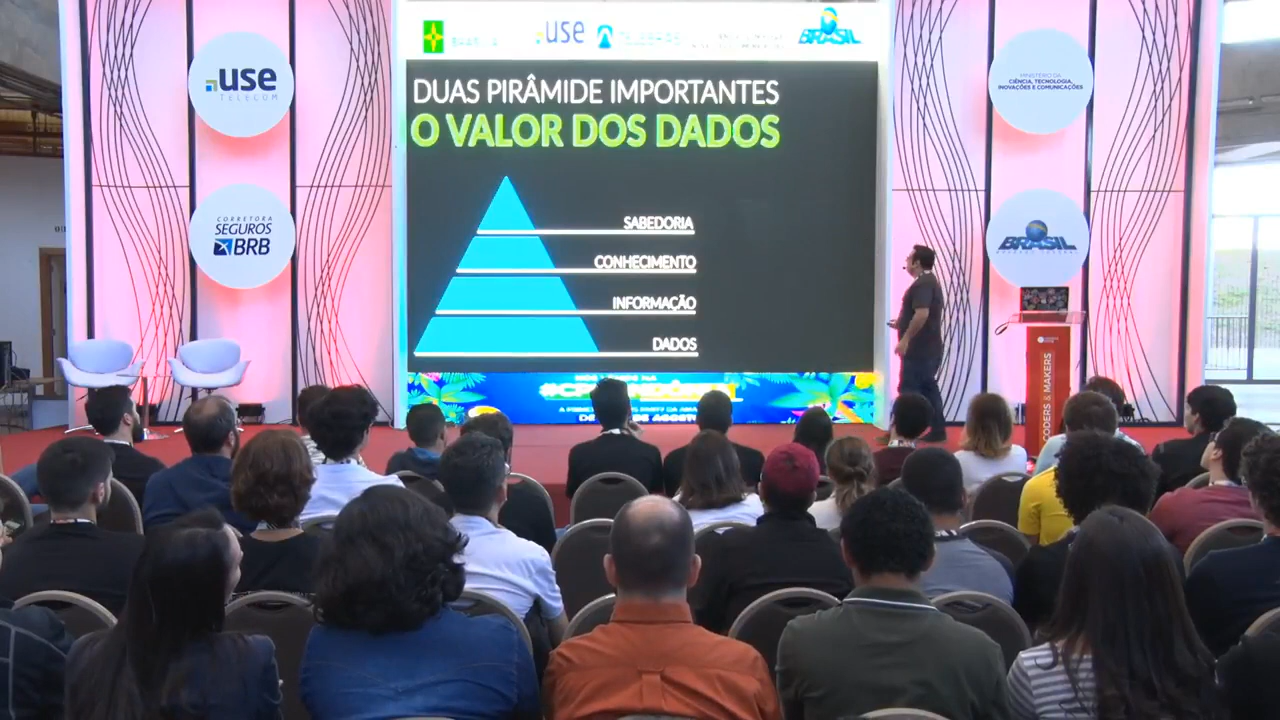 use
BRASIL
use
TELECOM
MINISTÉRIO DA
CIÊNCIA, TECNOLOGIA,
INOVAÇÕES E COMUNICAÇÕES
DUAS PIRÂMIDE IMPORTANTES
O VALOR DOS DADOS
CORRETORA
SEGUROS
BRB
BRASIL
SABEDORIA
CONHECIMENTO
INFORMAÇÃO
DADOS
CODERS & MAKERS